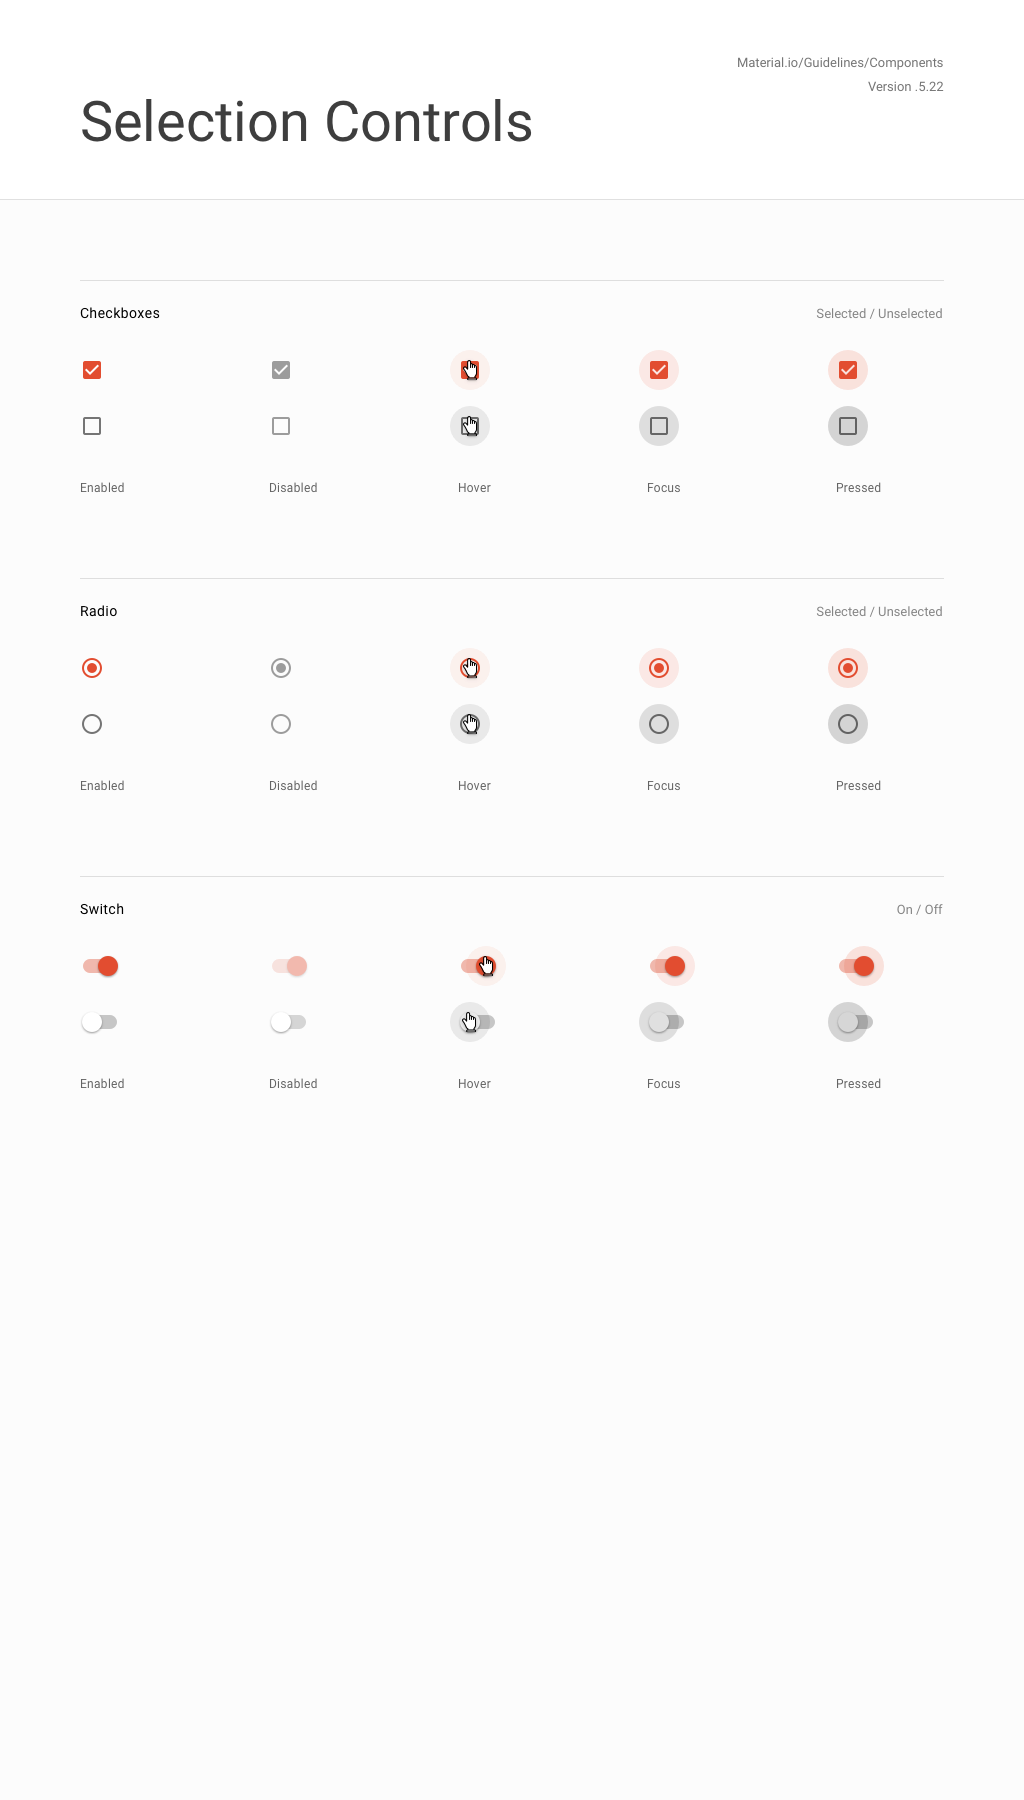 Material.io/Guidelines/Components
Version .5.22
Selection Controls
Checkboxes
Selected / Unselected
Enabled
Disabled
Hover
Focus
Pressed
Radio
Selected / Unselected
Enabled
Disabled
Hover
Focus
Pressed
Switch
On / Off
Enabled
Disabled
Hover
Focus
Pressed